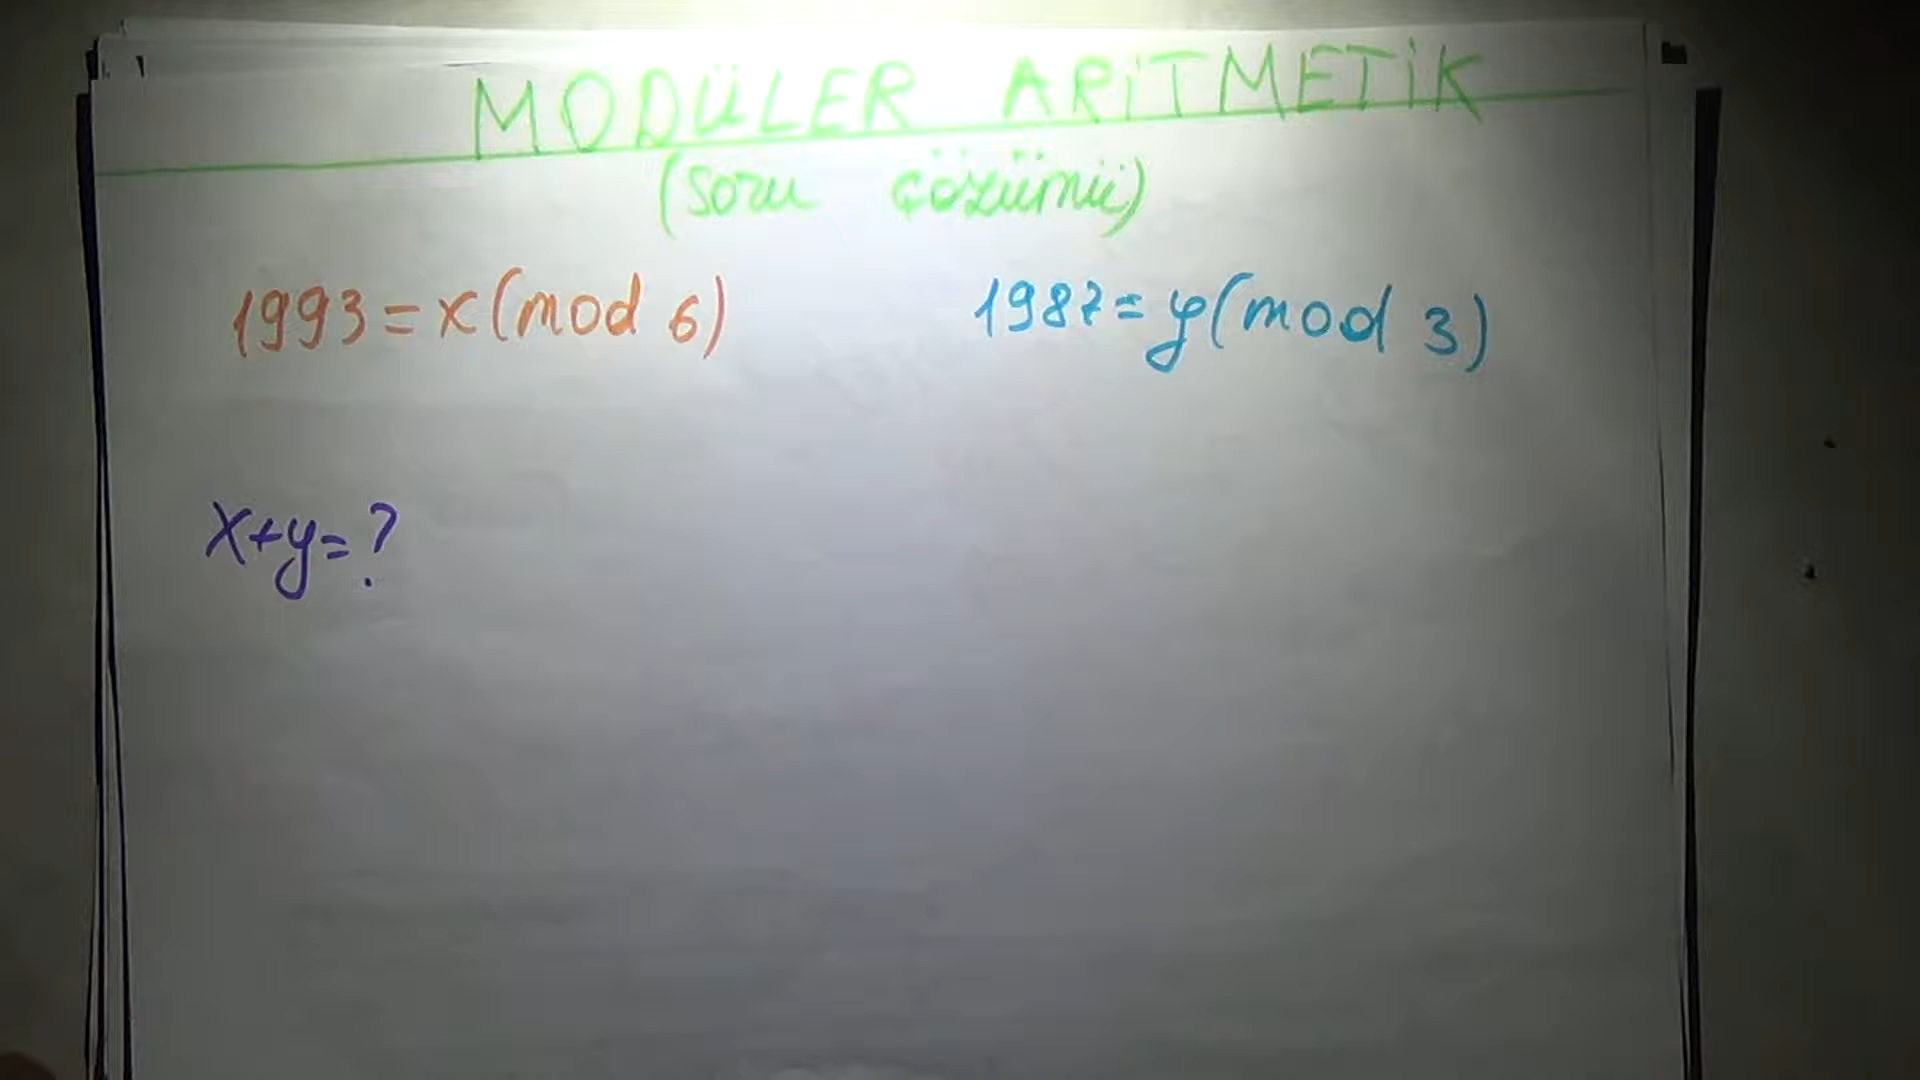 MODÜLER ARİTMETİK
(Soru çözümü)
1993=x(mod 6) 1987=y(mod 3)
x+y=?